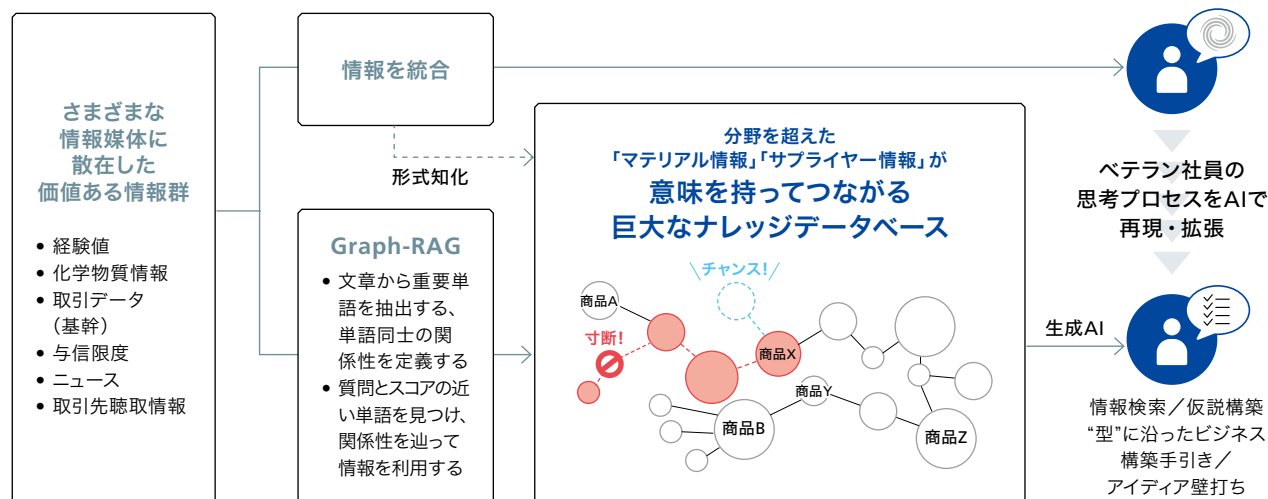 さまざまな
情報媒体に
散在した
価値ある情報群
• 経験値
• 化学物質情報
• 取引データ
（基幹）
• 与信限度
• ニュース
• 取引先聴取情報
情報を統合
形式知化
Graph-RAG
• 文章から重要単
語を抽出する、
単語同士の関
係性を定義する
• 質問とスコアの近
い単語を見つけ、
関係性を辿って
情報を利用する
分野を超えた
「マテリアル情報」「サプライヤー情報」が
意味を持ってつながる
巨大なナレッジデータベース
チャンス！
商品A
寸断！
商品X
商品Y
商品B
商品Z
ベテラン社員の
思考プロセスをAIで
再現・拡張
生成AI
情報検索／仮説構築
“型”に沿ったビジネス
構築手引き／
アイディア壁打ち